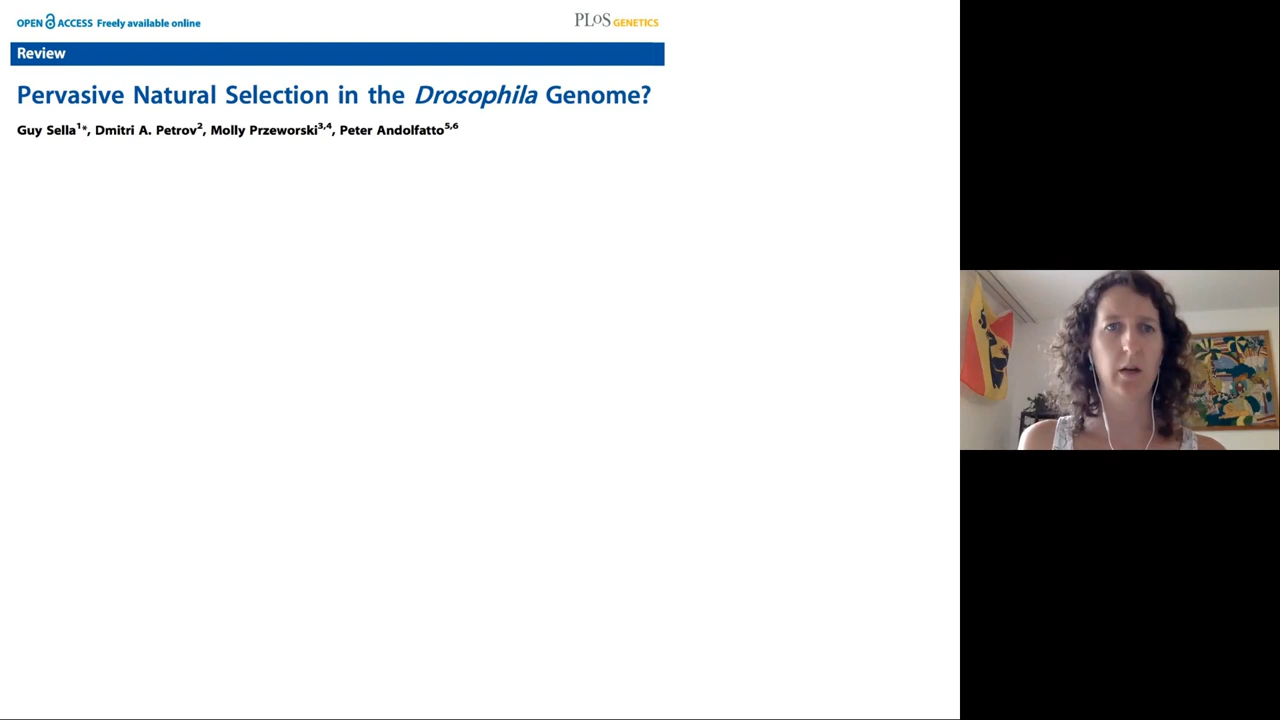 OPEN ACCESS Freely available online
PLoS GENETICS
Review
Pervasive Natural Selection in the Drosophila Genome?
Guy Sella1*, Dmitri A. Petrov2, Molly Przeworski3,4, Peter Andolfatto5,6